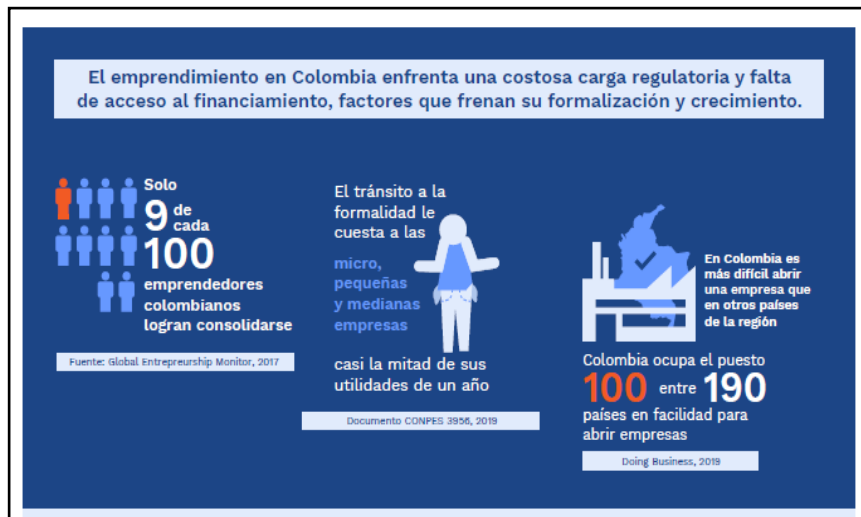 El emprendimiento en Colombia enfrenta una costosa carga regulatoria y falta
de acceso al financiamiento, factores que frenan su formalización y crecimiento.
Solo
9 de
cada
100
emprendedores
colombianos
logran consolidarse
Fuente: Global Entrepreurship Monitor, 2017
El tránsito a la
formalidad le
cuesta a las
micro,
pequeñas
y medianas
empresas
casi la mitad de sus
utilidades de un año
Documento CONPES 3956, 2019
En Colombia es
más difícil abrir
una empresa que
en otros países
de la región
Colombia ocupa el puesto
100 entre 190
países en facilidad para
abrir empresas
Doing Business, 2019